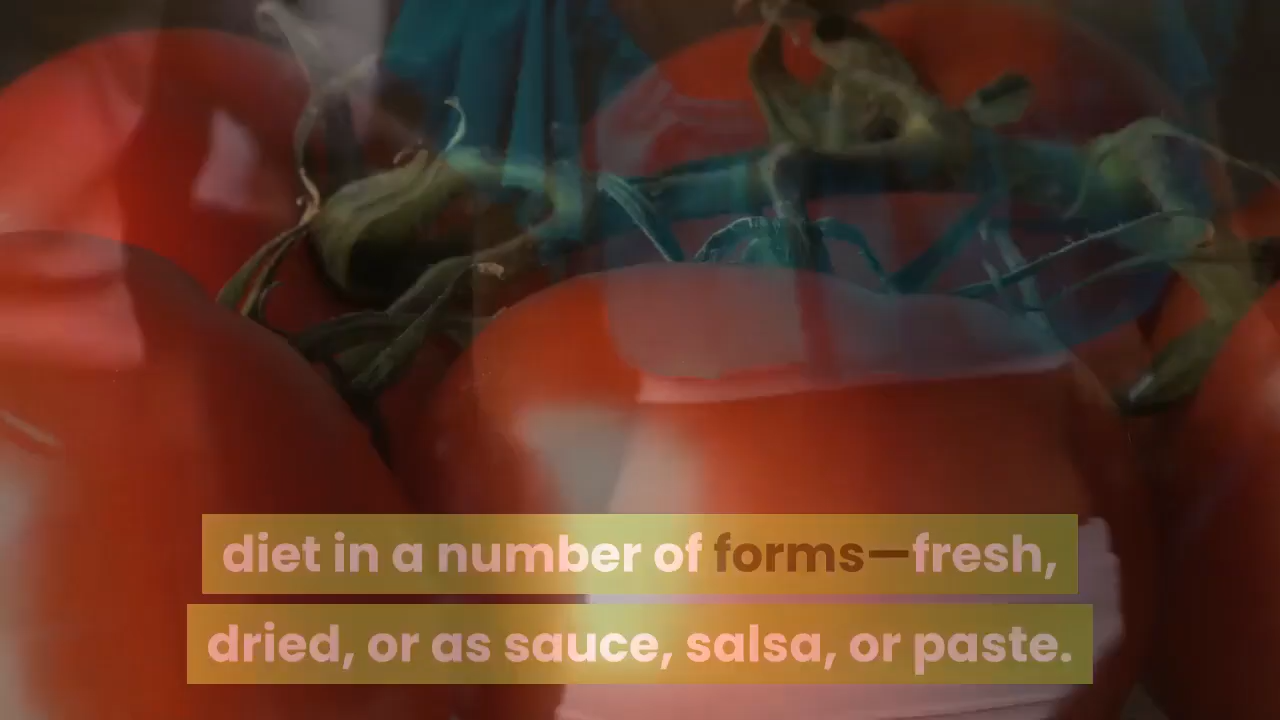 diet in a number of forms—fresh,
dried, or as sauce, salsa, or paste.